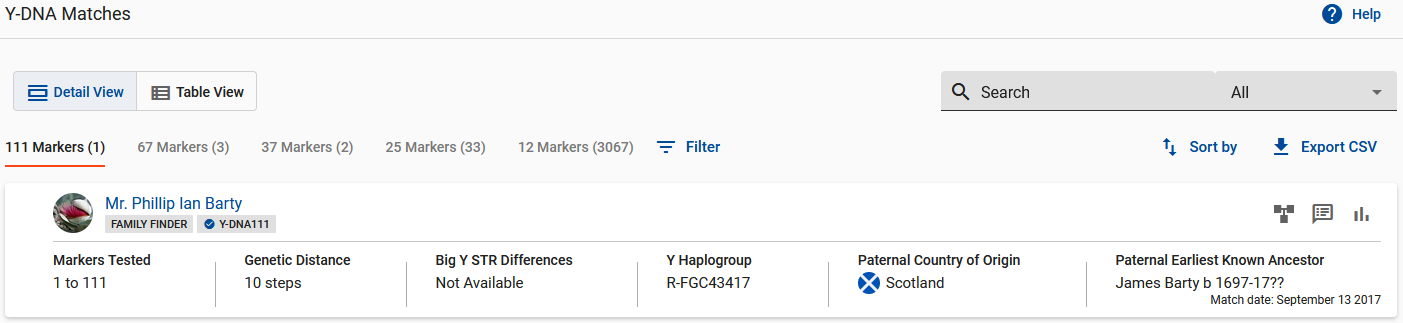 Y-DNA Matches
Help
Detail View
Table View
Search
All
111 Markers (1)
67 Markers (3)
37 Markers (2)
25 Markers (33)
12 Markers (3067)
Filter
Sort by
Export CSV
Mr. Phillip Ian Barty
FAMILY FINDER
Y-DNA111
Markers Tested
1 to 111
Genetic Distance
10 steps
Big Y STR Differences
Not Available
Y Haplogroup
R-FGC43417
Paternal Country of Origin
Scotland
Paternal Earliest Known Ancestor
James Barty b 1697-17??
Match date: September 13 2017